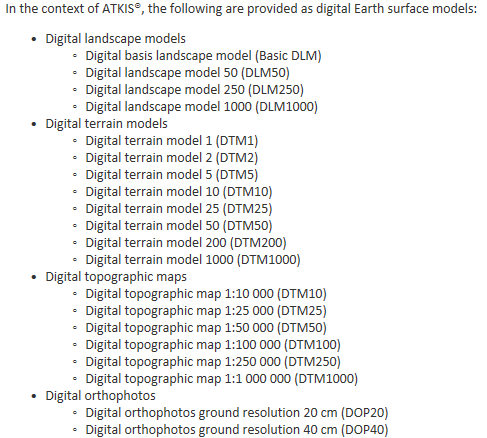 In the context of ATKIS®, the following are provided as digital Earth surface models:
• Digital landscape models
◦ Digital basis landscape model (Basic DLM)
◦ Digital landscape model 50 (DLM50)
◦ Digital landscape model 250 (DLM250)
◦ Digital landscape model 1000 (DLM1000)
• Digital terrain models
◦ Digital terrain model 1 (DTM1)
◦ Digital terrain model 2 (DTM2)
◦ Digital terrain model 5 (DTM5)
◦ Digital terrain model 10 (DTM10)
◦ Digital terrain model 25 (DTM25)
◦ Digital terrain model 50 (DTM50)
◦ Digital terrain model 200 (DTM200)
◦ Digital terrain model 1000 (DTM1000)
• Digital topographic maps
◦ Digital topographic map 1:10 000 (DTM10)
◦ Digital topographic map 1:25 000 (DTM25)
◦ Digital topographic map 1:50 000 (DTM50)
◦ Digital topographic map 1:100 000 (DTM100)
◦ Digital topographic map 1:250 000 (DTM250)
◦ Digital topographic map 1:1 000 000 (DTM1000)
• Digital orthophotos
◦ Digital orthophotos ground resolution 20 cm (DOP20)
◦ Digital orthophotos ground resolution 40 cm (DOP40)